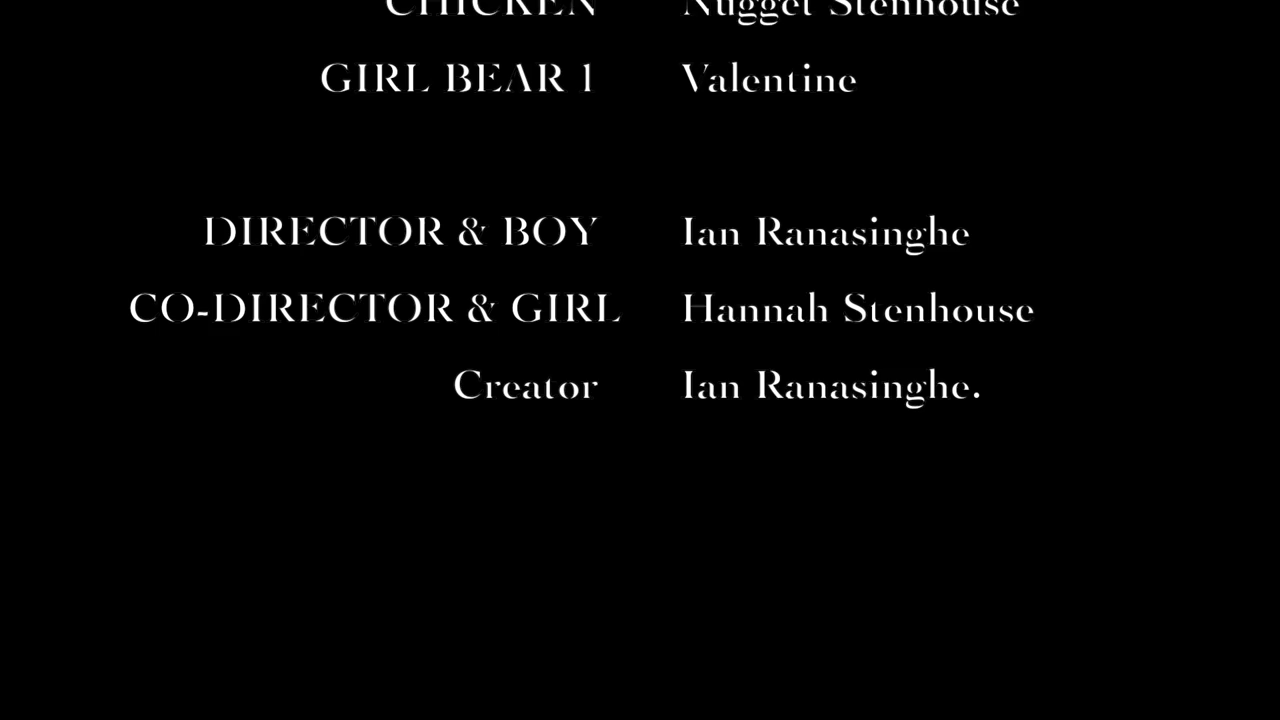 CHICKEN Nugget Stenhouse
GIRL BEAR 1 Valentine
DIRECTOR & BOY Ian Ranasinghe
CO-DIRECTOR & GIRL Hannah Stenhouse
Creator Ian Ranasinghe.